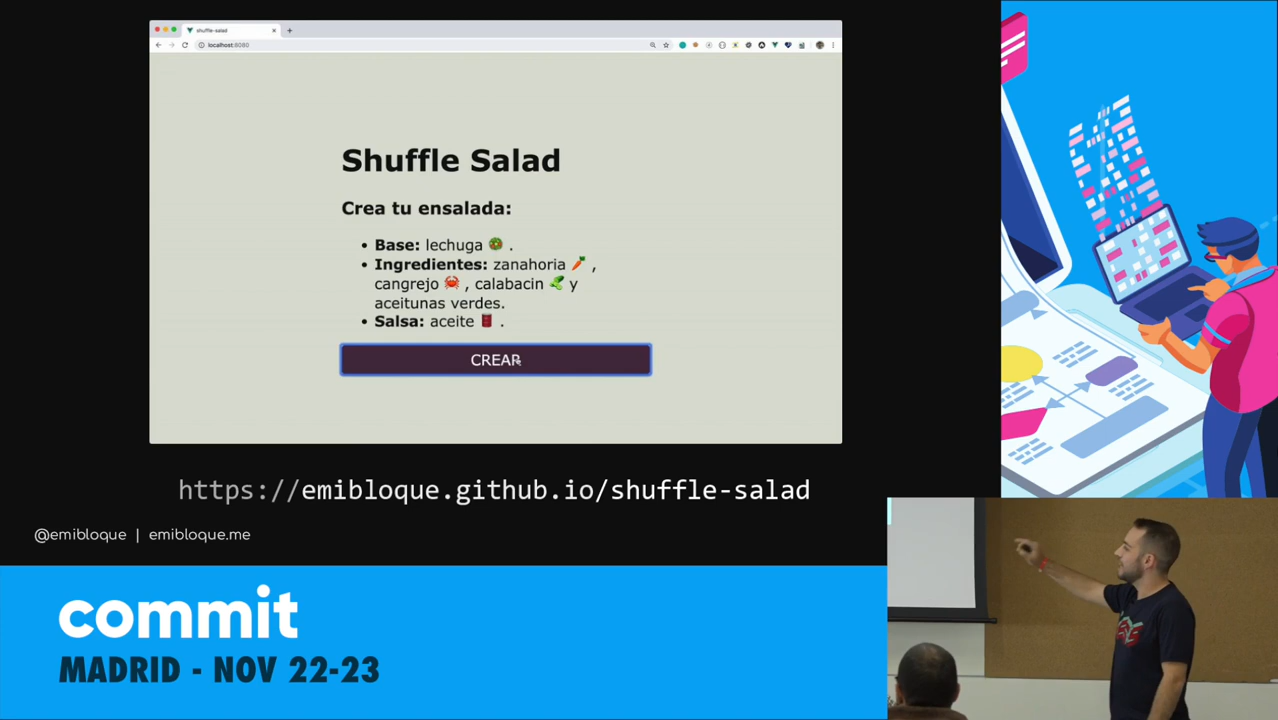 shuffle-salad
localhost:8080
Shuffle Salad
Crea tu ensalada:
• Base: lechuga 🥗 .
• Ingredientes: zanahoria 🥕 ,
cangrejo 🦀 , calabacin 🥒 y
aceitunas verdes.
• Salsa: aceite 🛢 .
CREAR
https://emibloque.github.io/shuffle-salad
@emibloque | emibloque.me
commit
MADRID - NOV 22-23